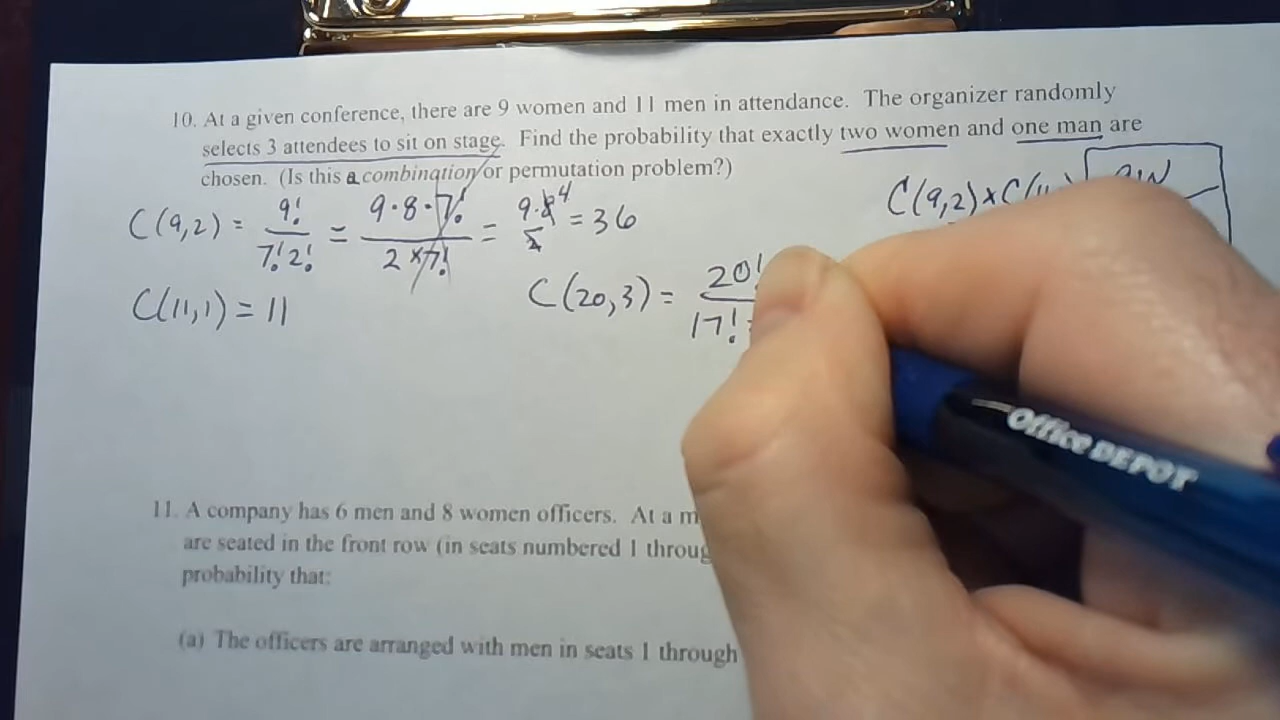 10. At a given conference, there are 9 women and 11 men in attendance. The organizer randomly
selects 3 attendees to sit on stage. Find the probability that exactly two women and one man are
chosen. (Is this a combination or permutation problem?)
C(9,2) = 9! / 7!2! = 9·8·7! / 2×7! = 9·8 4 / 2 = 36
C(9,2)×C(11,
C(11,1) = 11
C(20,3) = 20! / 17!
Office DEPOT
11. A company has 6 men and 8 women officers. At a
are seated in the front row (in seats numbered 1
probability that:
(a) The officers are arranged with men in seats 1 through